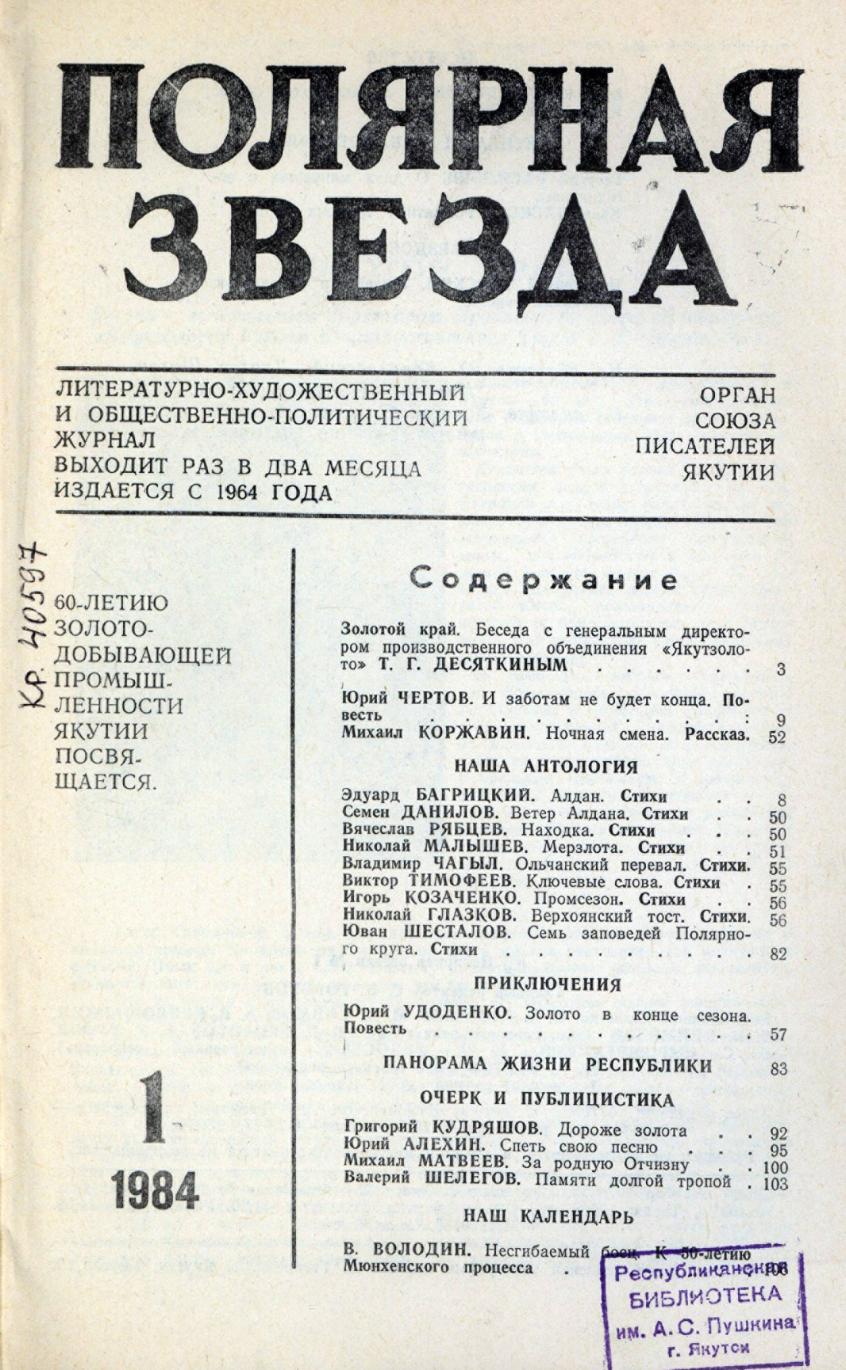 ПОЛЯРНАЯ
ЗВЕЗДА
ЛИТЕРАТУРНО-ХУДОЖЕСТВЕННЫЙ
И ОБЩЕСТВЕННО-ПОЛИТИЧЕСКИЙ
ЖУРНАЛ
ВЫХОДИТ РАЗ В ДВА МЕСЯЦА
ИЗДАЕТСЯ С 1964 ГОДА
ОРГАН
СОЮЗА
ПИСАТЕЛЕЙ
ЯКУТИИ
Кр. 40597
60-ЛЕТИЮ
ЗОЛОТО-
ДОБЫВАЮЩЕЙ
ПРОМЫШ-
ЛЕННОСТИ
ЯКУТИИ
ПОСВЯ-
ЩАЕТСЯ.
1
1984
Содержание
Золотой край. Беседа с генеральным директо-
ром производственного объединения «Якутзоло-
то» Т. Г. ДЕСЯТКИНЫМ . . . . . . 3
Юрий ЧЕРТОВ. И заботам не будет конца. По-
весть . . . . . . . . . . : 9
Михаил КОРЖАВИН. Ночная смена. Рассказ. 52
НАША АНТОЛОГИЯ
Эдуард БАГРИЦКИЙ. Алдан. Стихи . . 8
Семен ДАНИЛОВ. Ветер Алдана. Стихи . . 50
Вячеслав РЯБЦЕВ. Находка. Стихи . . . 50
Николай МАЛЫШЕВ. Мерзлота. Стихи . . 51
Владимир ЧАГЫЛ. Ольчанский перевал. Стихи. 55
Виктор ТИМОФЕЕВ. Ключевые слова. Стихи . 55
Игорь КОЗАЧЕНКО. Промсезон. Стихи . . 56
Николай ГЛАЗКОВ. Верхоянский тост. Стихи. 56
Юван ШЕСТАЛОВ. Семь заповедей Полярно-
го круга. Стихи . . . . . . . . . 82
ПРИКЛЮЧЕНИЯ
Юрий УДОДЕНКО. Золото в конце сезона.
Повесть . . . . . . . . . . 57
ПАНОРАМА ЖИЗНИ РЕСПУБЛИКИ 83
ОЧЕРК И ПУБЛИЦИСТИКА
Григорий КУДРЯШОВ. Дороже золота . . 92
Юрий АЛЕХИН. Спеть свою песню . . . 95
Михаил МАТВЕЕВ. За родную Отчизну . . 100
Валерий ШЕЛЕГОВ. Памяти долгой тропой . 103
НАШ КАЛЕНДАРЬ
В. ВОЛОДИН. Несгибаемый боец. К 50-летию
Мюнхенского процесса .
Республиканская
БИБЛИОТЕКА
им. А. С. Пушкина
г. Якутск